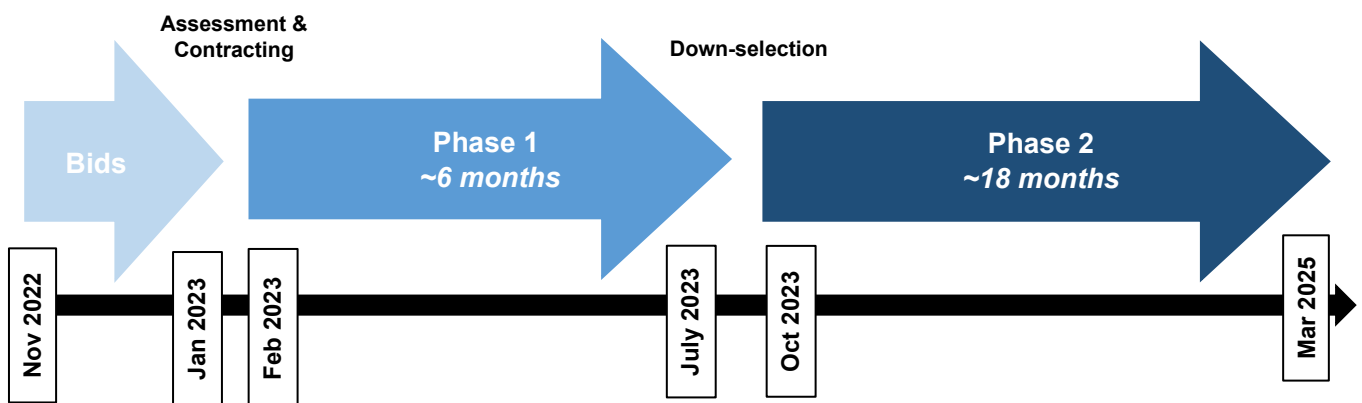 Assessment &
Contracting
Down-selection
Bids
Phase 1
~6 months
Phase 2
~18 months
Nov 2022
Jan 2023
Feb 2023
July 2023
Oct 2023
Mar 2025